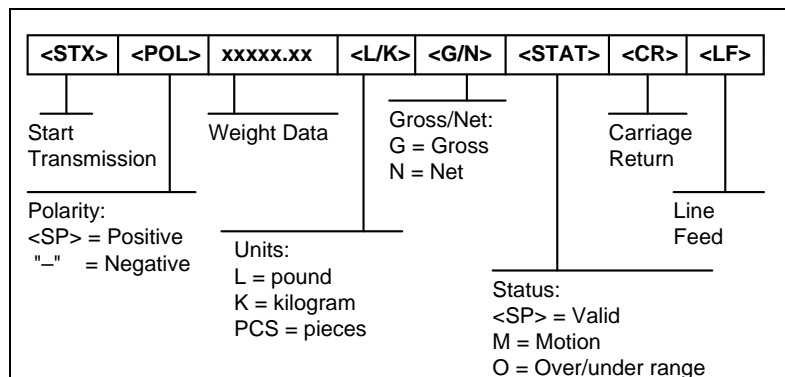 <STX> <POL> xxxxx.xx <L/K> <G/N> <STAT> <CR> <LF>
Start
Transmission
Weight Data
Gross/Net:
G = Gross
N = Net
Carriage
Return
Polarity:
<SP> = Positive
"–" = Negative
Units:
L = pound
K = kilogram
PCS = pieces
Line
Feed
Status:
<SP> = Valid
M = Motion
O = Over/under range